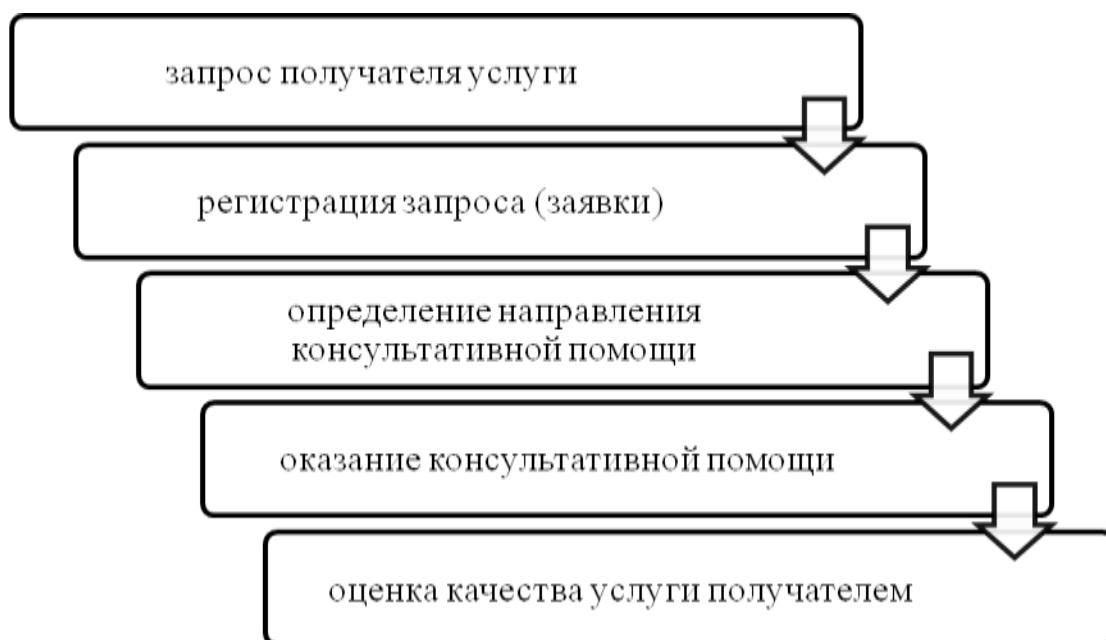 запрос получателя услуги
регистрация запроса (заявки)
определение направления
консультативной помощи
оказание консультативной помощи
оценка качества услуги получателем